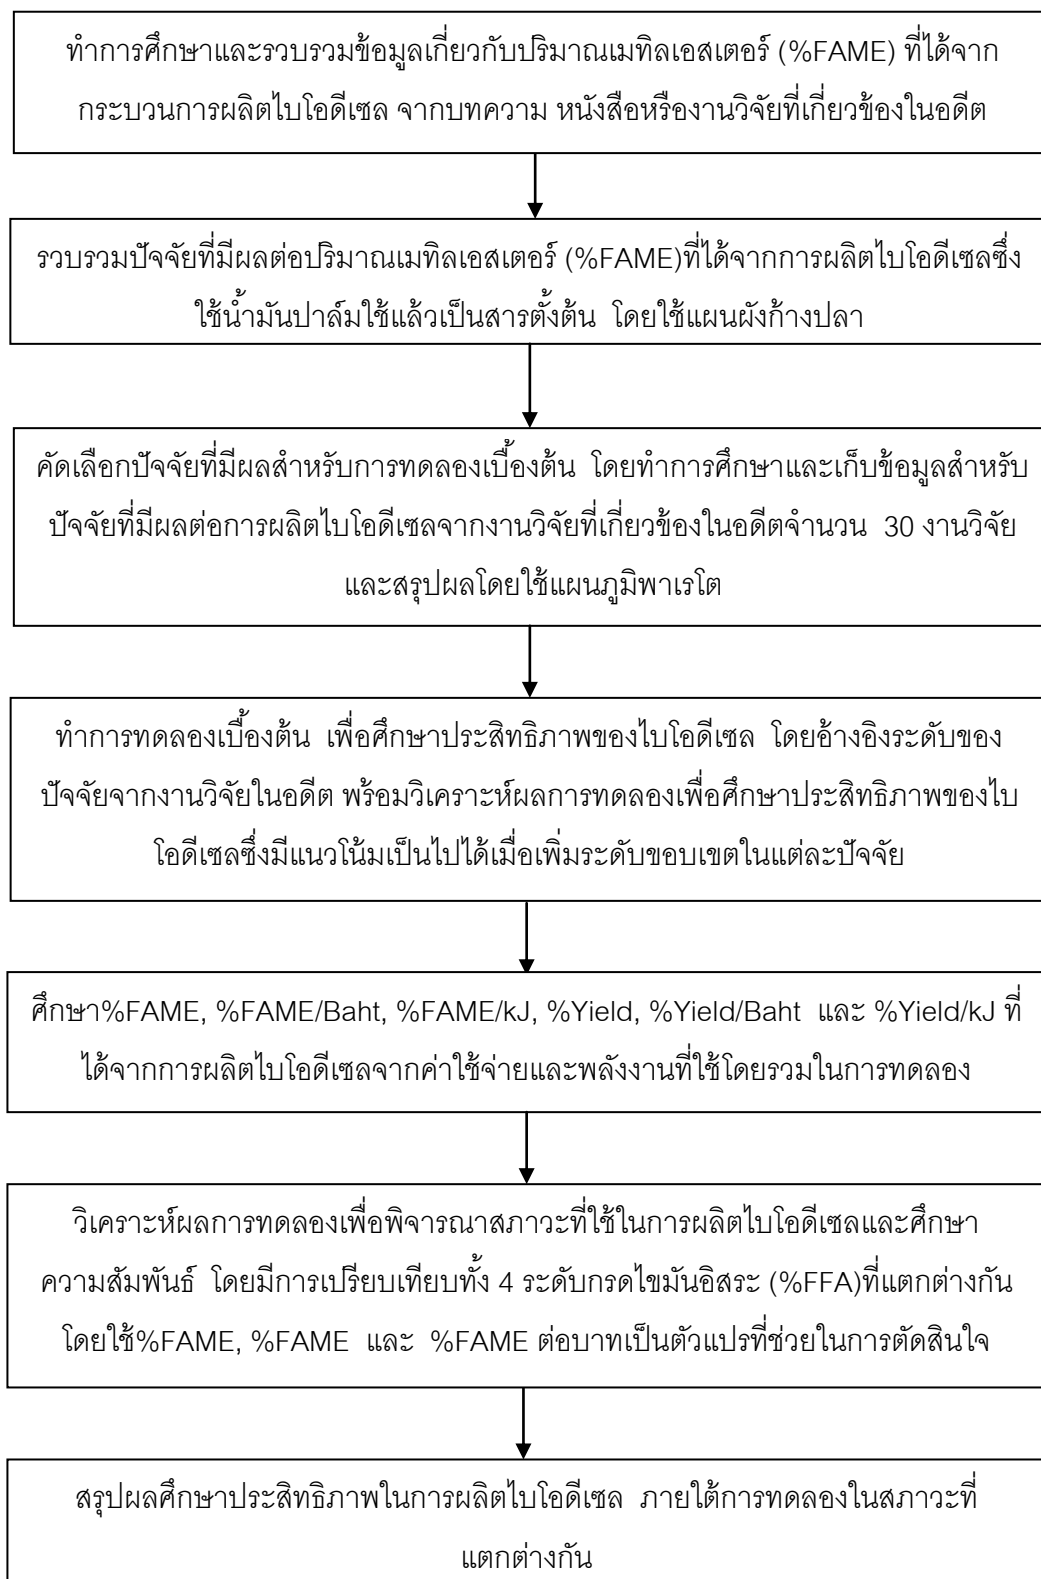 ทำการศึกษาและรวบรวมข้อมูลเกี่ยวกับปริมาณเมทิลเอสเตอร์ (%FAME) ที่ได้จาก
กระบวนการผลิตไบโอดีเซล จากบทความ หนังสือหรืองานวิจัยที่เกี่ยวข้องในอดีต
รวบรวมปัจจัยที่มีผลต่อปริมาณเมทิลเอสเตอร์ (%FAME)ที่ได้จากการผลิตไบโอดีเซลซึ่ง
ใช้น้ำมันปาล์มใช้แล้วเป็นสารตั้งต้น โดยใช้แผนผังก้างปลา
คัดเลือกปัจจัยที่มีผลสำหรับการทดลองเบื้องต้น โดยทำการศึกษาและเก็บข้อมูลสำหรับ
ปัจจัยที่มีผลต่อการผลิตไบโอดีเซลจากงานวิจัยที่เกี่ยวข้องในอดีตจำนวน 30 งานวิจัย
และสรุปผลโดยใช้แผนภูมิพาเรโต
ทำการทดลองเบื้องต้น เพื่อศึกษาประสิทธิภาพของไบโอดีเซล โดยอ้างอิงระดับของ
ปัจจัยจากงานวิจัยในอดีต พร้อมวิเคราะห์ผลการทดลองเพื่อศึกษาประสิทธิภาพของไบ
โอดีเซลซึ่งมีแนวโน้มเป็นไปได้เมื่อเพิ่มระดับขอบเขตในแต่ละปัจจัย
ศึกษา%FAME, %FAME/Baht, %FAME/kJ, %Yield, %Yield/Baht และ %Yield/kJ ที่
ได้จากการผลิตไบโอดีเซลจากค่าใช้จ่ายและพลังงานที่ใช้โดยรวมในการทดลอง
วิเคราะห์ผลการทดลองเพื่อพิจารณาสภาวะที่ใช้ในการผลิตไบโอดีเซลและศึกษา
ความสัมพันธ์ โดยมีการเปรียบเทียบทั้ง 4 ระดับกรดไขมันอิสระ (%FFA)ที่แตกต่างกัน
โดยใช้%FAME, %FAME และ %FAME ต่อบาทเป็นตัวแปรที่ช่วยในการตัดสินใจ
สรุปผลศึกษาประสิทธิภาพในการผลิตไบโอดีเซล ภายใต้การทดลองในสภาวะที่
แตกต่างกัน